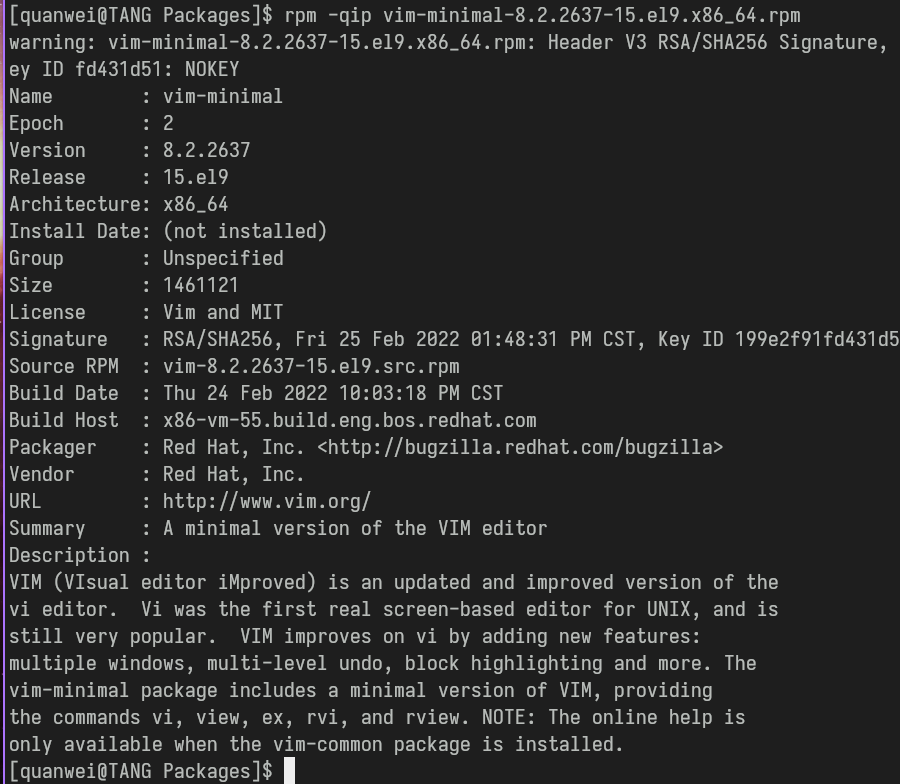 [quanwei@TANG Packages]$ rpm -qip vim-minimal-8.2.2637-15.el9.x86_64.rpm
warning: vim-minimal-8.2.2637-15.el9.x86_64.rpm: Header V3 RSA/SHA256 Signature,
ey ID fd431d51: NOKEY
Name        : vim-minimal
Epoch       : 2
Version     : 8.2.2637
Release     : 15.el9
Architecture: x86_64
Install Date: (not installed)
Group       : Unspecified
Size        : 1461121
License     : Vim and MIT
Signature   : RSA/SHA256, Fri 25 Feb 2022 01:48:31 PM CST, Key ID 199e2f91fd431d5
Source RPM  : vim-8.2.2637-15.el9.src.rpm
Build Date  : Thu 24 Feb 2022 10:03:18 PM CST
Build Host  : x86-vm-55.build.eng.bos.redhat.com
Packager    : Red Hat, Inc. <http://bugzilla.redhat.com/bugzilla>
Vendor      : Red Hat, Inc.
URL         : http://www.vim.org/
Summary     : A minimal version of the VIM editor
Description :
VIM (VIsual editor iMproved) is an updated and improved version of the
vi editor.  Vi was the first real screen-based editor for UNIX, and is
still very popular.  VIM improves on vi by adding new features:
multiple windows, multi-level undo, block highlighting and more. The
vim-minimal package includes a minimal version of VIM, providing
the commands vi, view, ex, rvi, and rview. NOTE: The online help is
only available when the vim-common package is installed.
[quanwei@TANG Packages]$